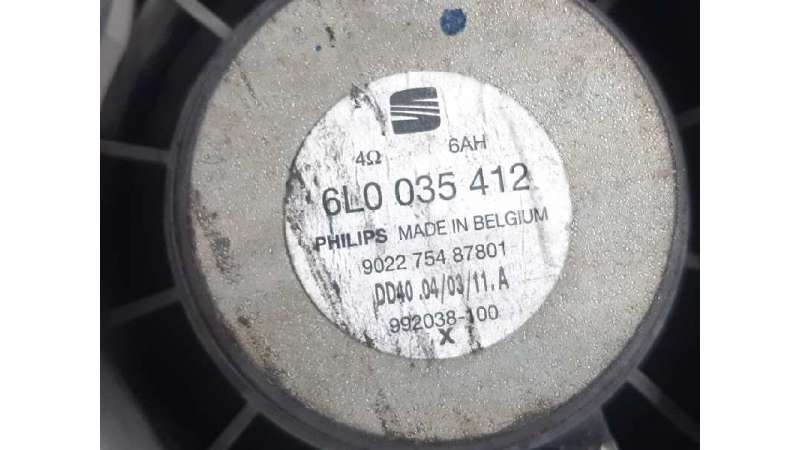 4Ω 6AH
6L0 035 412
PHILIPS MADE IN BELGIUM
9022 754 87801
DD40 .04/03/11.A
992038-100
X